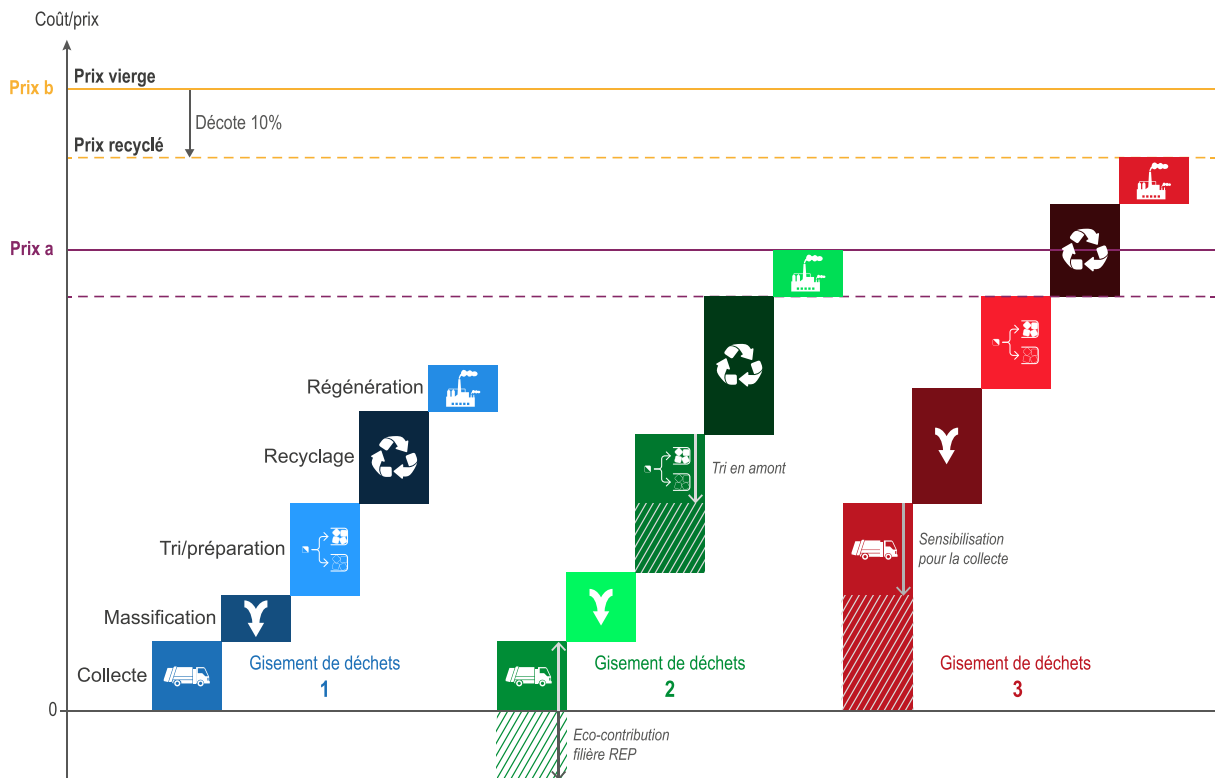 Coût/prix
Prix vierge
Prix b
Décote 10%
Prix recyclé
Prix a
Régénération
Recyclage
Tri en amont
Tri/préparation
Sensibilisation
pour la collecte
Massification
Collecte
Gisement de déchets
1
Gisement de déchets
2
Gisement de déchets
3
0
Eco-contribution
filière REP